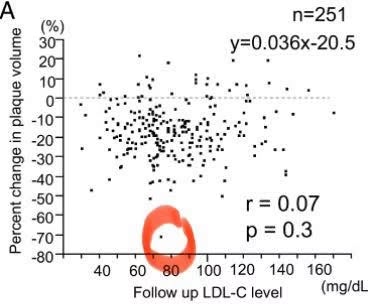 A
n=251
(%)
y=0.036x-20.5
Percent change in plaque volume
30
20
10
0
-10
-20
-30
-40
-50
-60
-70
-80
r = 0.07
p = 0.3
40 60 80 100 120 140 160
(mg/dL
Follow up LDL-C level